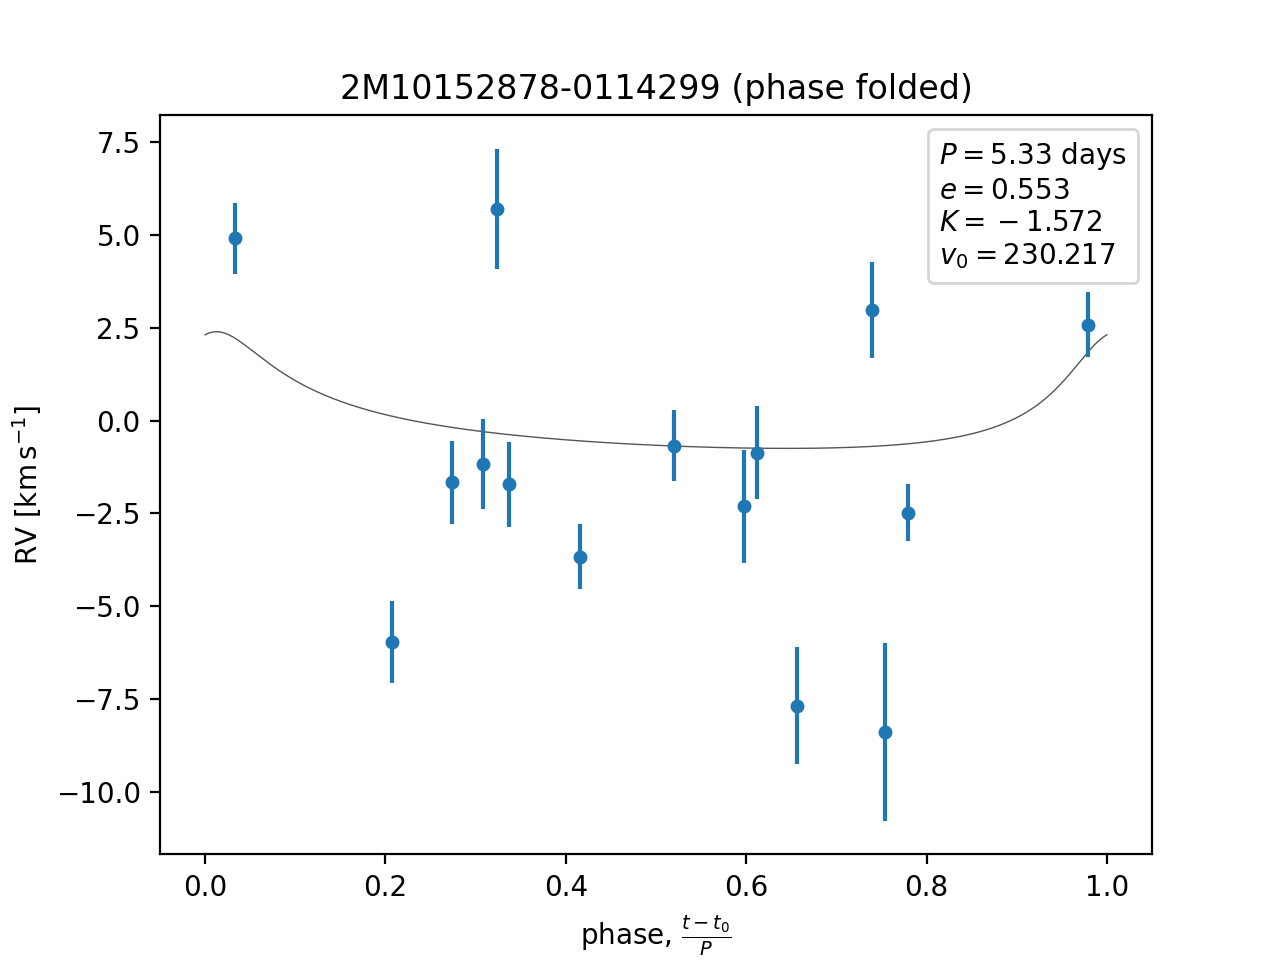 2M10152878-0114299 (phase folded)
P = 5.33 days
e = 0.553
K = −1.572
v₀ = 230.217
RV [km s⁻¹]
7.5
5.0
2.5
0.0
−2.5
−5.0
−7.5
−10.0
0.0 0.2 0.4 0.6 0.8 1.0
phase, (t − t₀)/P